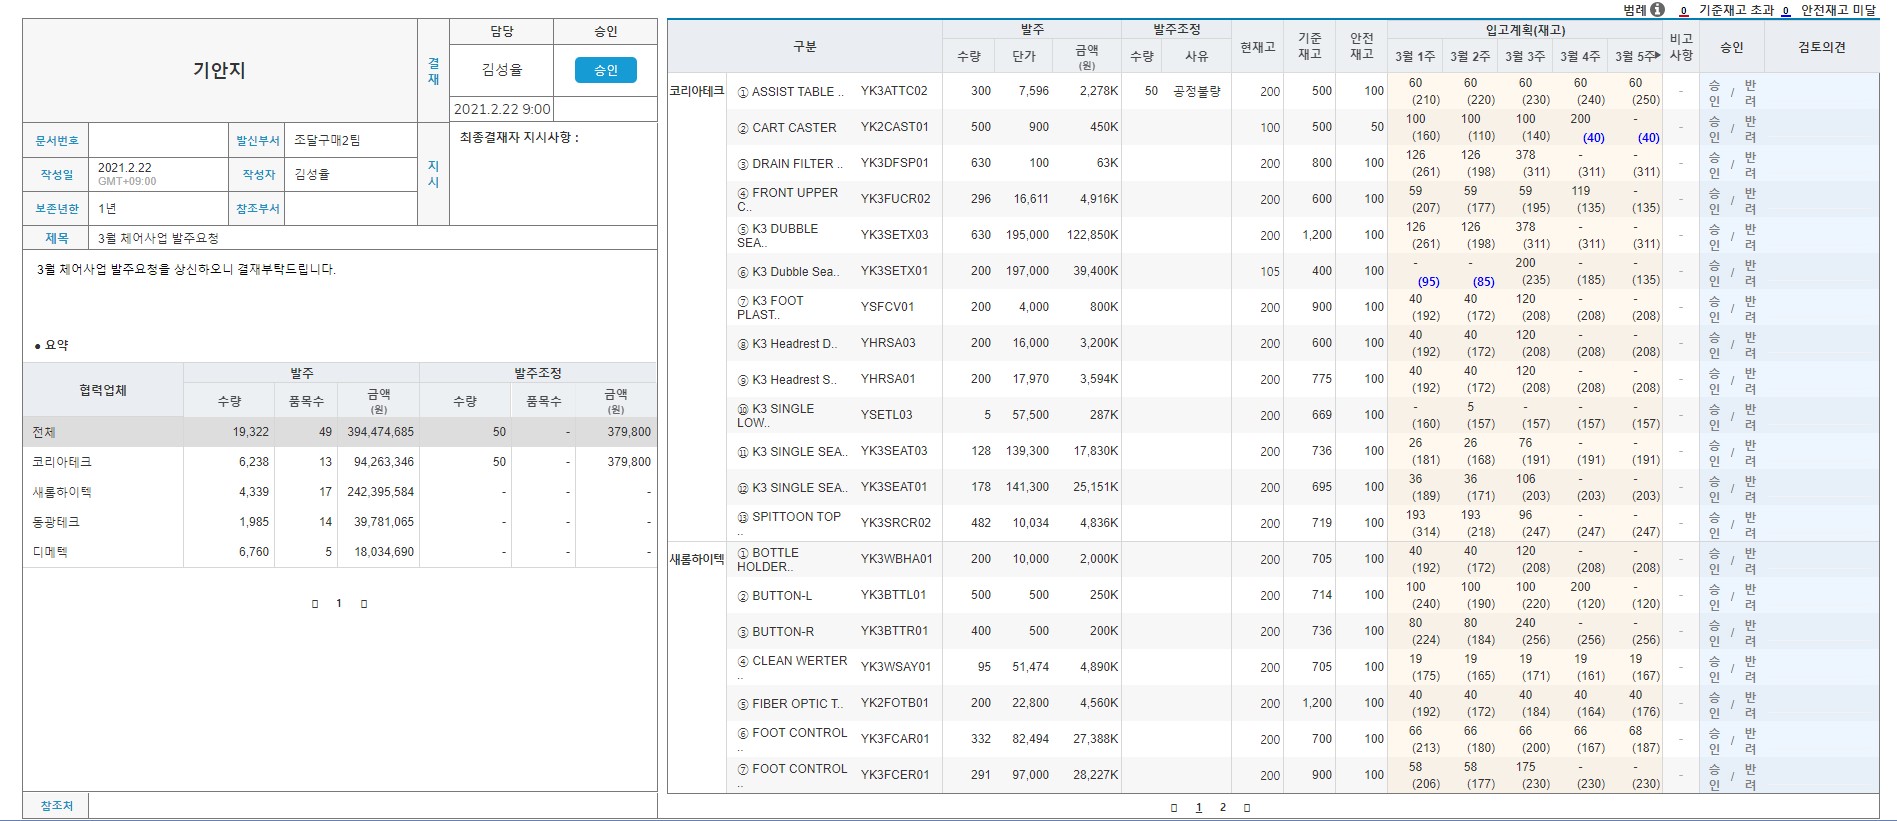 범례 0 기준재고 초과 0 안전재고 미달
기안지
결재
담당 승인
김성율 승인
2021.2.22 9:00
문서번호 발신부서 조달구매2팀
작성일 2021.2.22 GMT+09:00 작성자 김성율
보존년한 1년 참조부서
지시
최종결재자 지시사항 :
제목 3월 체어사업 발주요청
3월 체어사업 발주요청을 상신하오니 결재부탁드립니다.
● 요약
협력업체 발주 발주조정
수량 품목수 금액(원) 수량 품목수 금액(원)
전체 19,322 49 394,474,685 50 - 379,800
코리아테크 6,238 13 94,263,346 50 - 379,800
새롬하이텍 4,339 17 242,395,584 - - -
동광테크 1,985 14 39,781,065 - - -
디메텍 6,760 5 18,034,690 - - -
1
참조처
구분 발주 발주조정 현재고 기준재고 안전재고 입고계획(재고) 비고사항 승인 검토의견
수량 단가 금액(원) 수량 사유 3월 1주 3월 2주 3월 3주 3월 4주 3월 5주▶
코리아테크 ① ASSIST TABLE .. YK3ATTC02 300 7,596 2,278K 50 공정불량 200 500 100 60 (210) 60 (220) 60 (230) 60 (240) 60 (250) - 승인 / 반려
② CART CASTER YK2CAST01 500 900 450K 100 500 50 100 (160) 100 (110) 100 (140) 200 (40) - (40) - 승인 / 반려
③ DRAIN FILTER .. YK3DFSP01 630 100 63K 200 800 100 126 (261) 126 (198) 378 (311) - (311) - (311) - 승인 / 반려
④ FRONT UPPER C.. YK3FUCR02 296 16,611 4,916K 200 600 100 59 (207) 59 (177) 59 (195) 119 (135) - (135) - 승인 / 반려
⑤ K3 DUBBLE SEA.. YK3SETX03 630 195,000 122,850K 200 1,200 100 126 (261) 126 (198) 378 (311) - (311) - (311) - 승인 / 반려
⑥ K3 Dubble Sea.. YK3SETX01 200 197,000 39,400K 105 400 100 - (95) - (85) 200 (235) - (185) - (135) - 승인 / 반려
⑦ K3 FOOT PLAST.. YSFCV01 200 4,000 800K 200 900 100 40 (192) 40 (172) 120 (208) - (208) - (208) - 승인 / 반려
⑧ K3 Headrest D.. YHRSA03 200 16,000 3,200K 200 600 100 40 (192) 40 (172) 120 (208) - (208) - (208) - 승인 / 반려
⑨ K3 Headrest S.. YHRSA01 200 17,970 3,594K 200 775 100 40 (192) 40 (172) 120 (208) - (208) - (208) - 승인 / 반려
⑩ K3 SINGLE LOW.. YSETL03 5 57,500 287K 200 669 100 - (160) 5 (157) - (157) - (157) - (157) - 승인 / 반려
⑪ K3 SINGLE SEA.. YK3SEAT03 128 139,300 17,830K 200 736 100 26 (181) 26 (168) 76 (191) - (191) - (191) - 승인 / 반려
⑫ K3 SINGLE SEA.. YK3SEAT01 178 141,300 25,151K 200 695 100 36 (189) 36 (171) 106 (203) - (203) - (203) - 승인 / 반려
⑬ SPITTOON TOP .. YK3SRCR02 482 10,034 4,836K 200 719 100 193 (314) 193 (218) 96 (247) - (247) - (247) - 승인 / 반려
새롬하이텍 ① BOTTLE HOLDER.. YK3WBHA01 200 10,000 2,000K 200 705 100 40 (192) 40 (172) 120 (208) - (208) - (208) - 승인 / 반려
② BUTTON-L YK3BTTL01 500 500 250K 200 714 100 100 (240) 100 (190) 100 (220) 200 (120) - (120) - 승인 / 반려
③ BUTTON-R YK3BTTR01 400 500 200K 200 736 100 80 (224) 80 (184) 240 (256) - (256) - (256) - 승인 / 반려
④ CLEAN WERTER .. YK3WSAY01 95 51,474 4,890K 200 705 100 19 (175) 19 (165) 19 (171) 19 (161) 19 (167) - 승인 / 반려
⑤ FIBER OPTIC T.. YK2FOTB01 200 22,800 4,560K 200 1,200 100 40 (192) 40 (172) 40 (184) 40 (164) 40 (176) - 승인 / 반려
⑥ FOOT CONTROL .. YK3FCAR01 332 82,494 27,388K 200 700 100 66 (213) 66 (180) 66 (200) 66 (167) 68 (187) - 승인 / 반려
⑦ FOOT CONTROL .. YK3FCER01 291 97,000 28,227K 200 900 100 58 (206) 58 (177) 175 (230) - (230) - (230) - 승인 / 반려
1 2